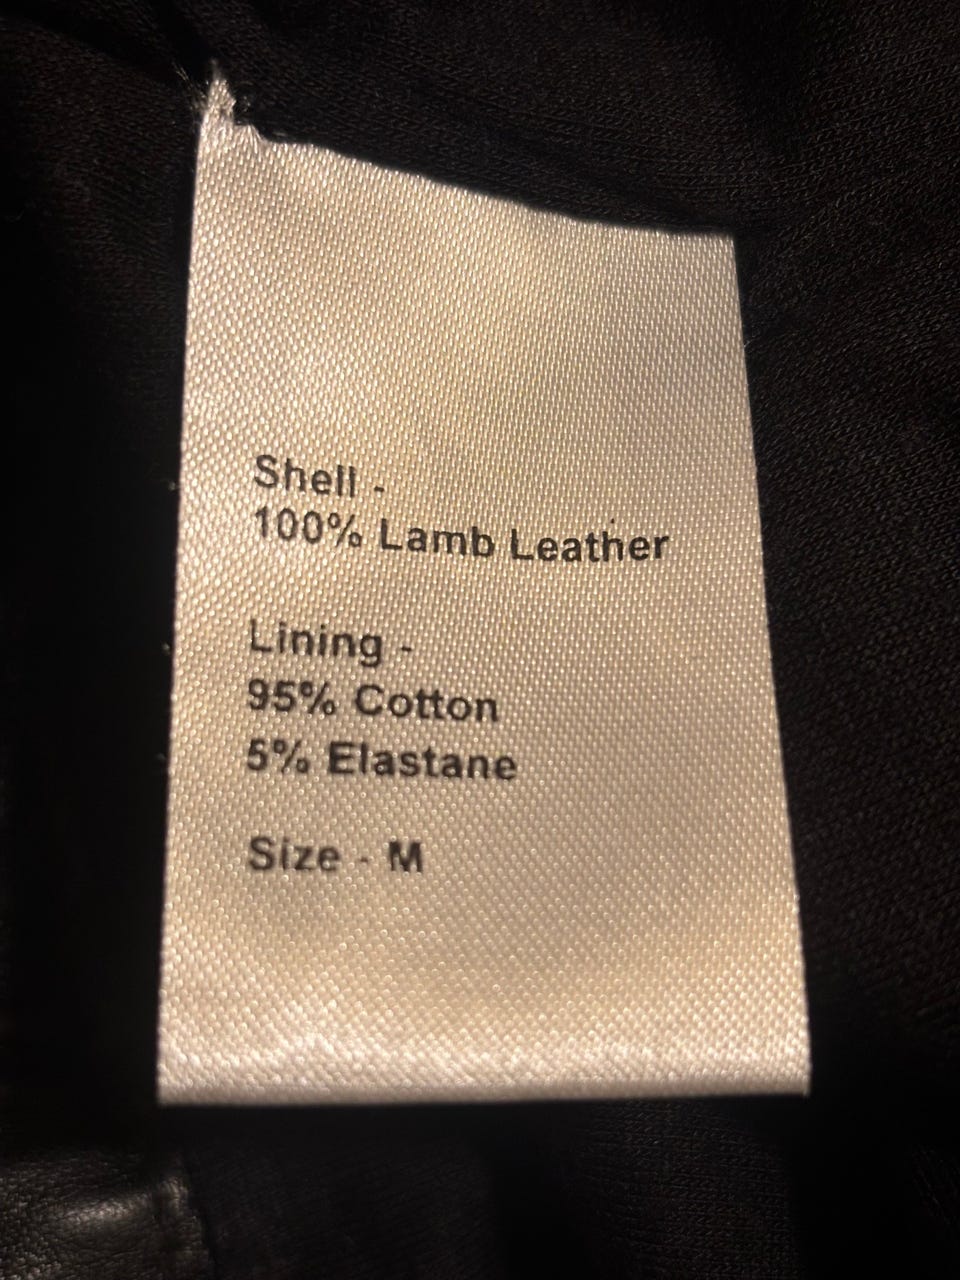 Shell -
100% Lamb Leather
Lining -
95% Cotton
5% Elastane
Size - M